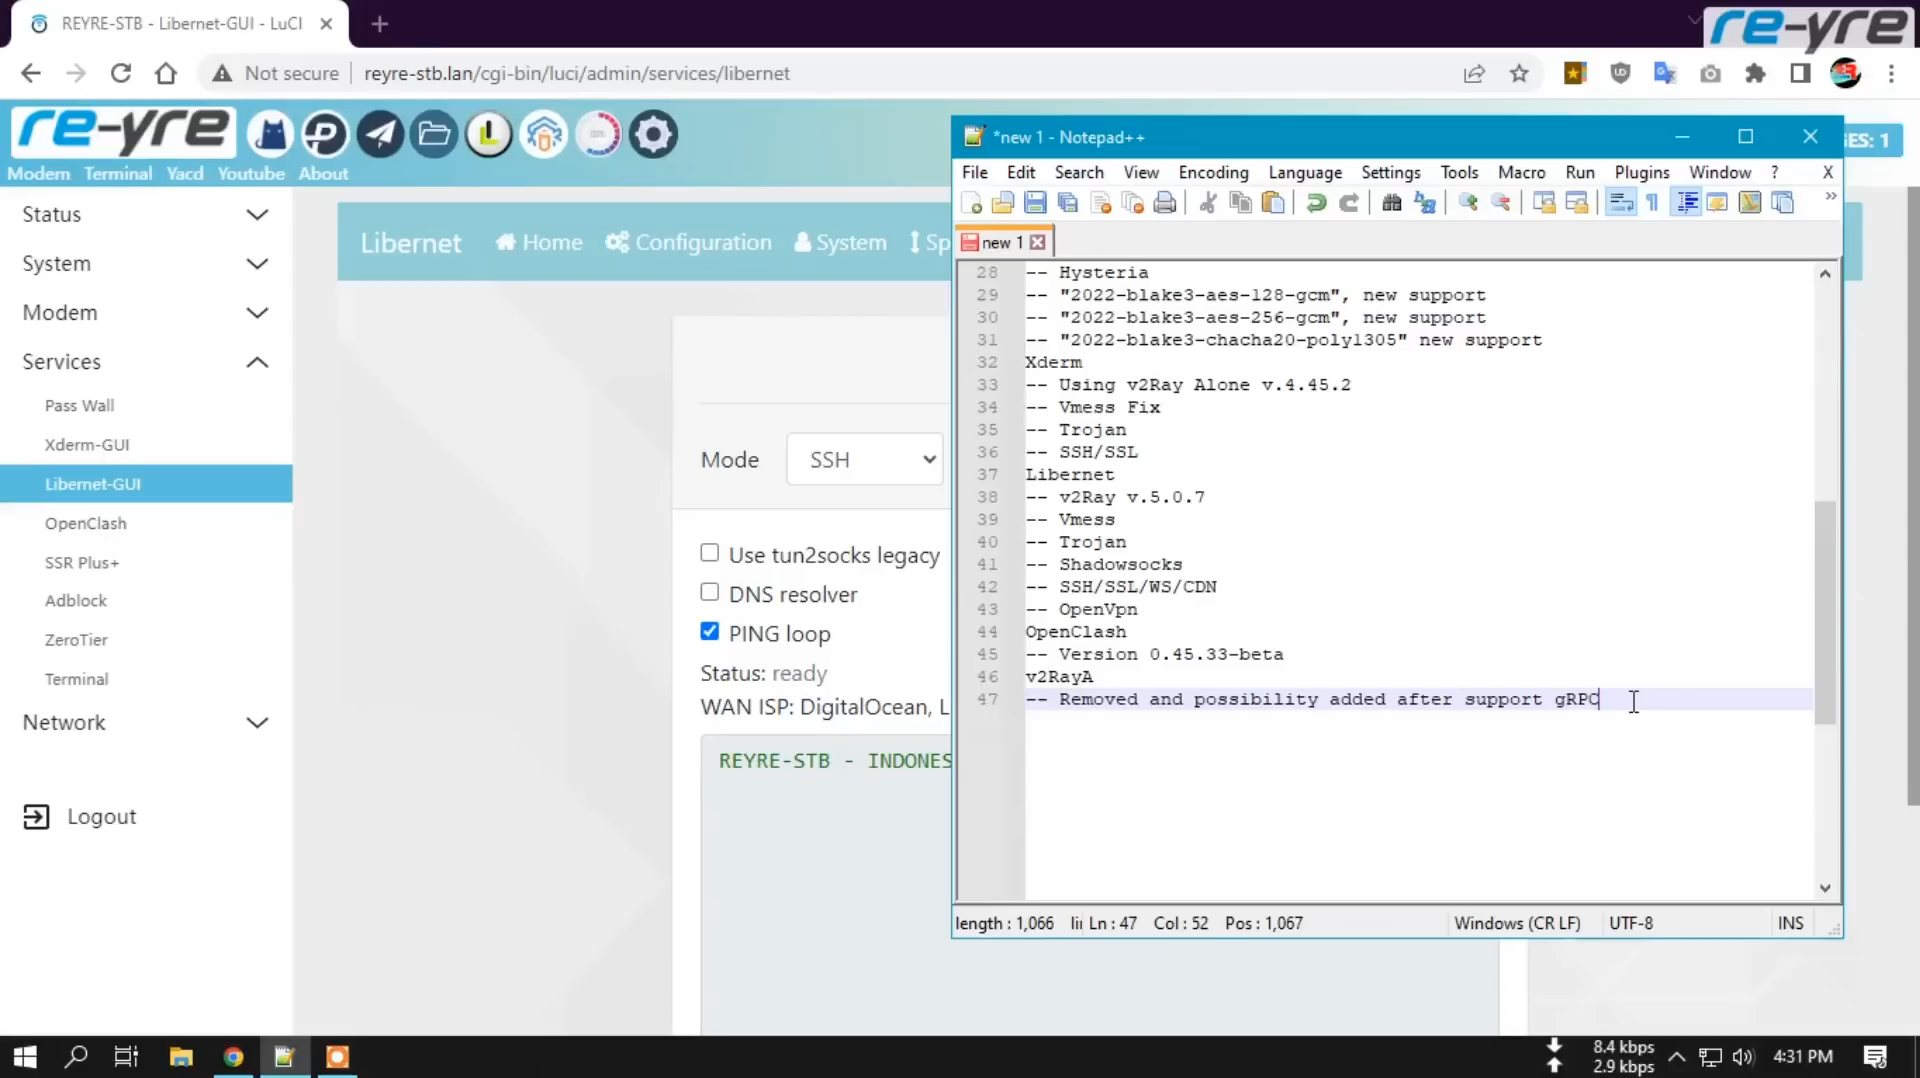 REYRE-STB - Libernet-GUI - LuCI
re-yre
Not secure
reyre-stb.lan/cgi-bin/luci/admin/services/libernet
re-yre
ES: 1
Modem Terminal Yacd Youtube About
Status
System
Modem
Services
Pass Wall
Xderm-GUI
Libernet-GUI
OpenClash
SSR Plus+
Adblock
ZeroTier
Terminal
Network
Logout
Libernet Home Configuration System Sp
Mode SSH
Use tun2socks legacy
DNS resolver
PING loop
Status: ready
WAN ISP: DigitalOcean, L
REYRE-STB - INDONES
*new 1 - Notepad++
File Edit Search View Encoding Language Settings Tools Macro Run Plugins Window ? X
new 1
28 -- Hysteria
29 -- "2022-blake3-aes-128-gcm", new support
30 -- "2022-blake3-aes-256-gcm", new support
31 -- "2022-blake3-chacha20-poly1305" new support
32 Xderm
33 -- Using v2Ray Alone v.4.45.2
34 -- Vmess Fix
35 -- Trojan
36 -- SSH/SSL
37 Libernet
38 -- v2Ray v.5.0.7
39 -- Vmess
40 -- Trojan
41 -- Shadowsocks
42 -- SSH/SSL/WS/CDN
43 -- OpenVpn
44 OpenClash
45 -- Version 0.45.33-beta
46 v2RayA
47 -- Removed and possibility added after support gRPC
length : 1,066 li Ln : 47 Col : 52 Pos : 1,067 Windows (CR LF) UTF-8 INS
8.4 kbps
2.9 kbps
4:31 PM